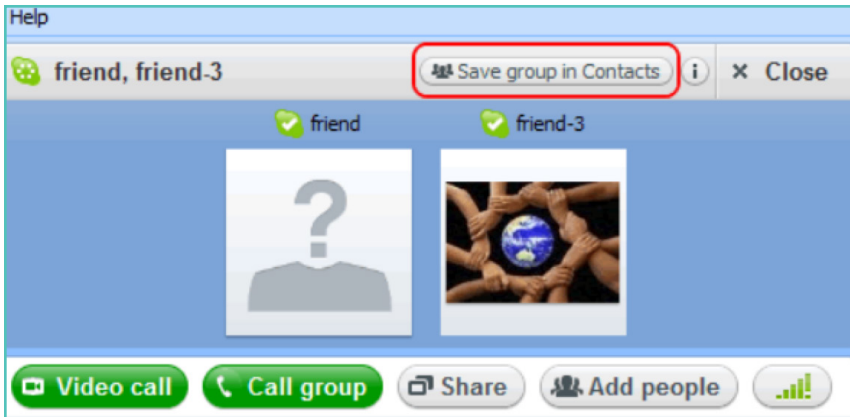 Help
friend, friend-3 Save group in Contacts i × Close
friend friend-3
?
Video call Call group Share Add people